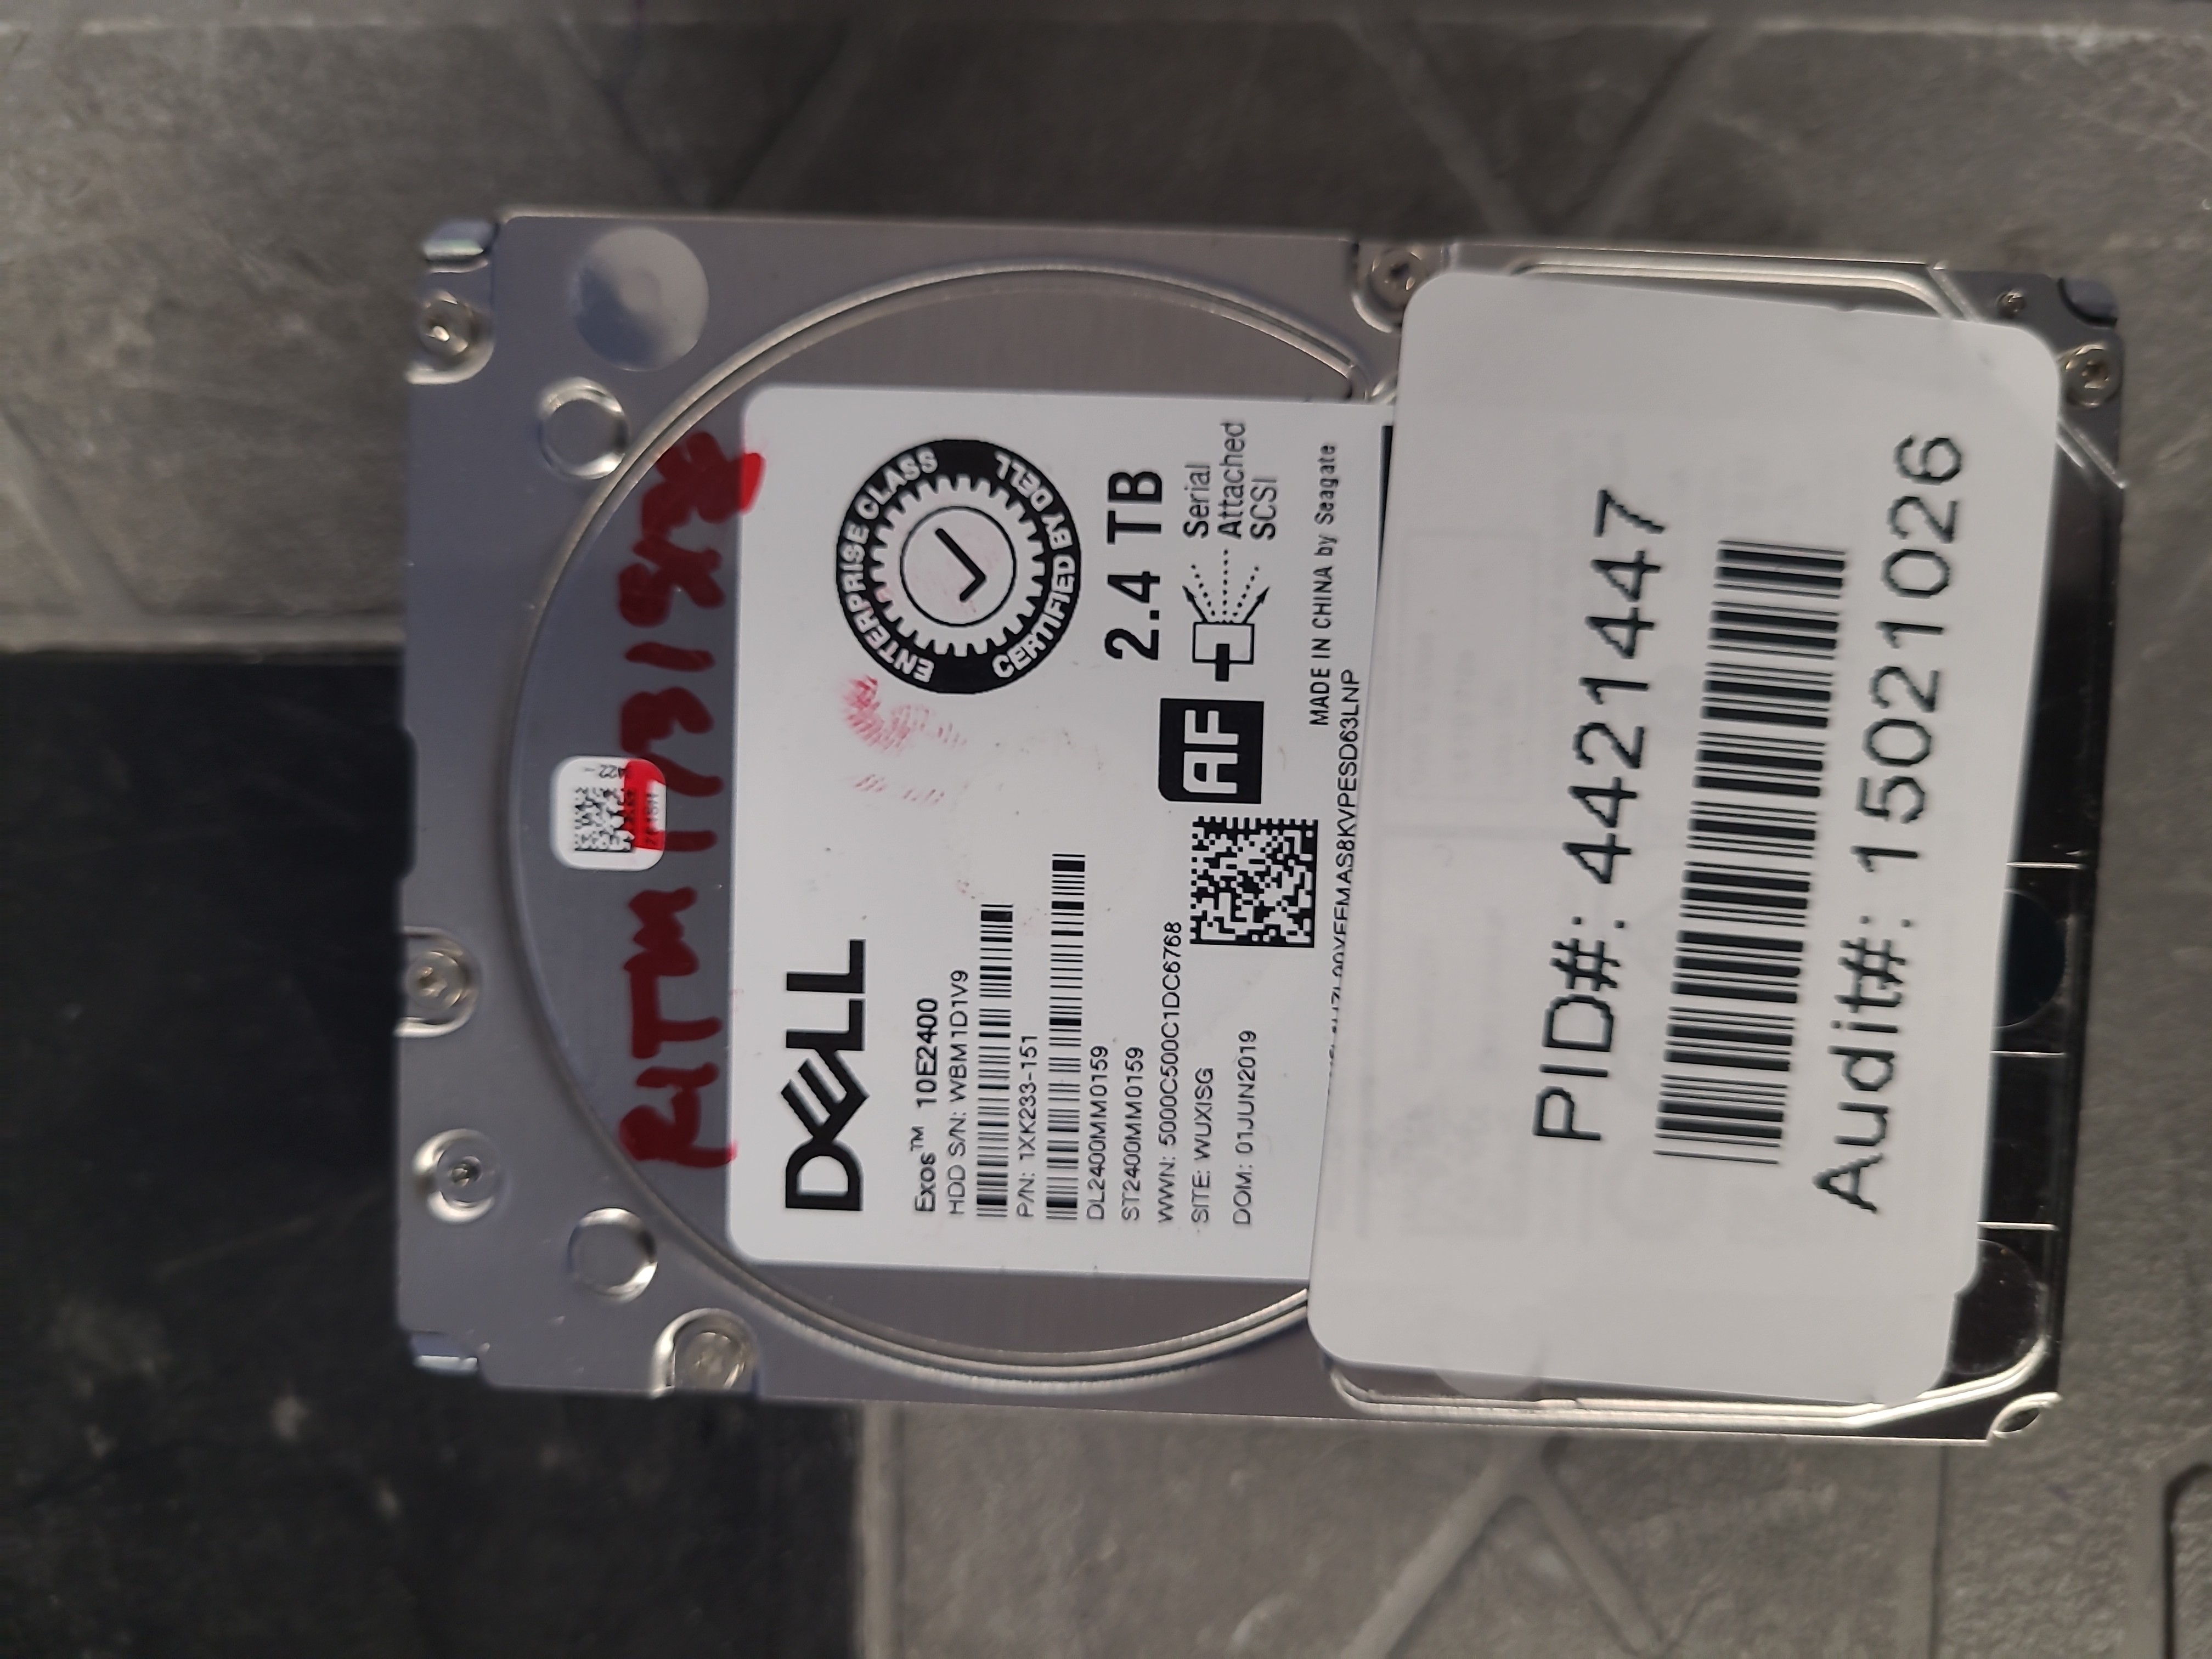 RITM
DELL
ENTERPRISE CLASS
CERTIFIED BY DELL
Exos™ 10E2400
HDD S/N: WBM1D1V9
P/N: 1XK233-151
DL2400MM0159
ST2400MM0159
WWN: 5000C500C1DC6768
SITE: WUXISG
DOM: 01JUN2019
2.4 TB
AF
Serial
Attached
SCSI
MADE IN CHINA by Seagate
PID#: 4421447
Audit#: 15021026